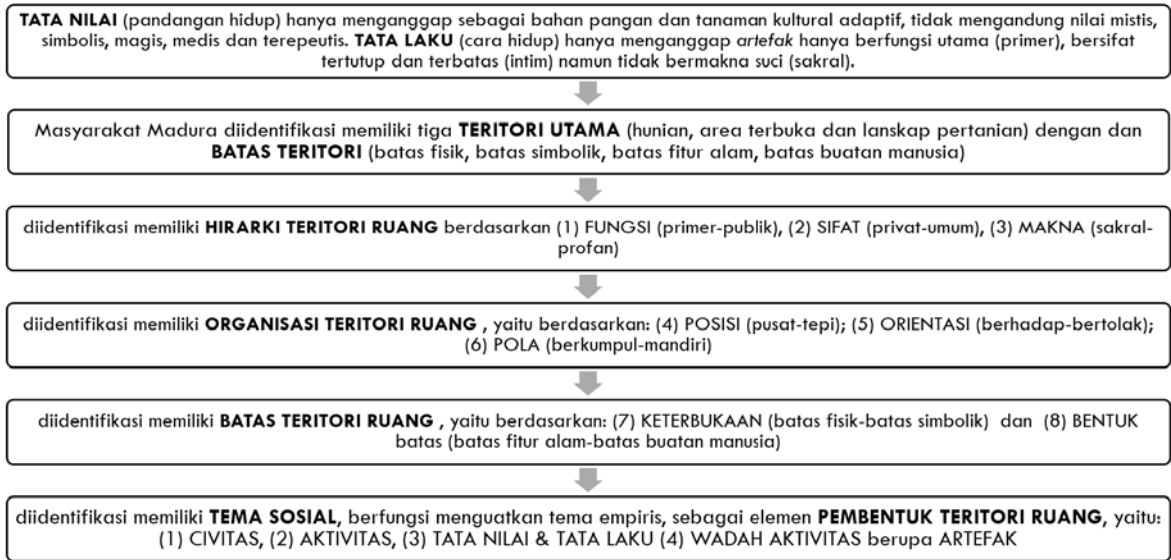 TATA NILAI (pandangan hidup) hanya menganggap sebagai bahan pangan dan tanaman kultural adaptif, tidak mengandung nilai mistis,
simbolis, magis, medis dan terepeutis. TATA LAKU (cara hidup) hanya menganggap artefak hanya berfungsi utama (primer), bersifat
tertutup dan terbatas (intim) namun tidak bermakna suci (sakral).
Masyarakat Madura diidentifikasi memiliki tiga TERITORI UTAMA (hunian, area terbuka dan lanskap pertanian) dengan dan
BATAS TERITORI (batas fisik, batas simbolik, batas fitur alam, batas buatan manusia)
diidentifikasi memiliki HIRARKI TERITORI RUANG berdasarkan (1) FUNGSI (primer-publik), (2) SIFAT (privat-umum), (3) MAKNA (sakral-
profan)
diidentifikasi memiliki ORGANISASI TERITORI RUANG , yaitu berdasarkan: (4) POSISI (pusat-tepi); (5) ORIENTASI (berhadap-bertolak);
(6) POLA (berkumpul-mandiri)
diidentifikasi memiliki BATAS TERITORI RUANG , yaitu berdasarkan: (7) KETERBUKAAN (batas fisik-batas simbolik) dan (8) BENTUK
batas (batas fitur alam-batas buatan manusia)
diidentifikasi memiliki TEMA SOSIAL, berfungsi menguatkan tema empiris, sebagai elemen PEMBENTUK TERITORI RUANG, yaitu:
(1) CIVITAS, (2) AKTIVITAS, (3) TATA NILAI & TATA LAKU (4) WADAH AKTIVITAS berupa ARTEFAK